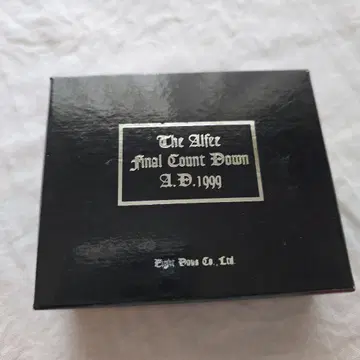 The Alfee
Final Count Down
A.D.1999
Eight Days Co., Ltd.